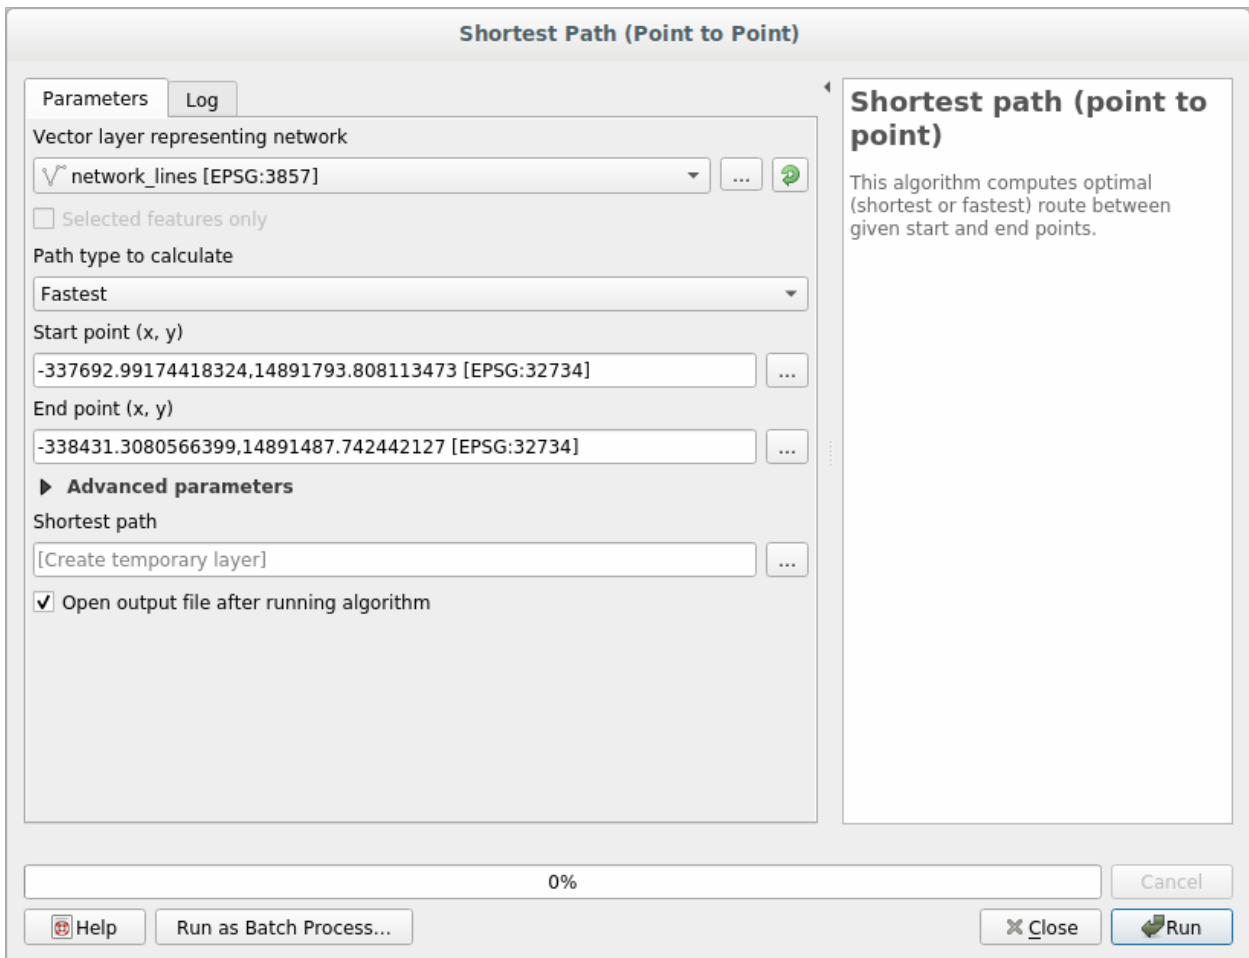 Shortest Path (Point to Point)
Parameters
Log
Vector layer representing network
network_lines [EPSG:3857]
...
Selected features only
Path type to calculate
Fastest
Start point (x, y)
-337692.99174418324,14891793.808113473 [EPSG:32734]
...
End point (x, y)
-338431.3080566399,14891487.742442127 [EPSG:32734]
...
Advanced parameters
Shortest path
[Create temporary layer]
...
Open output file after running algorithm
Shortest path (point to
point)
This algorithm computes optimal
(shortest or fastest) route between
given start and end points.
0%
Cancel
Help
Run as Batch Process...
Close
Run